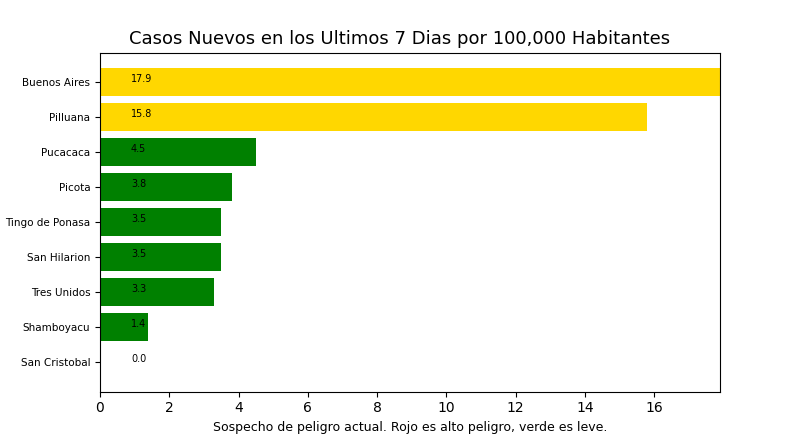 Casos Nuevos en los Ultimos 7 Dias por 100,000 Habitantes
Buenos Aires 17.9
Pilluana 15.8
Pucacaca 4.5
Picota 3.8
Tingo de Ponasa 3.5
San Hilarion 3.5
Tres Unidos 3.3
Shamboyacu 1.4
San Cristobal 0.0
0 2 4 6 8 10 12 14 16
Sospecho de peligro actual. Rojo es alto peligro, verde es leve.